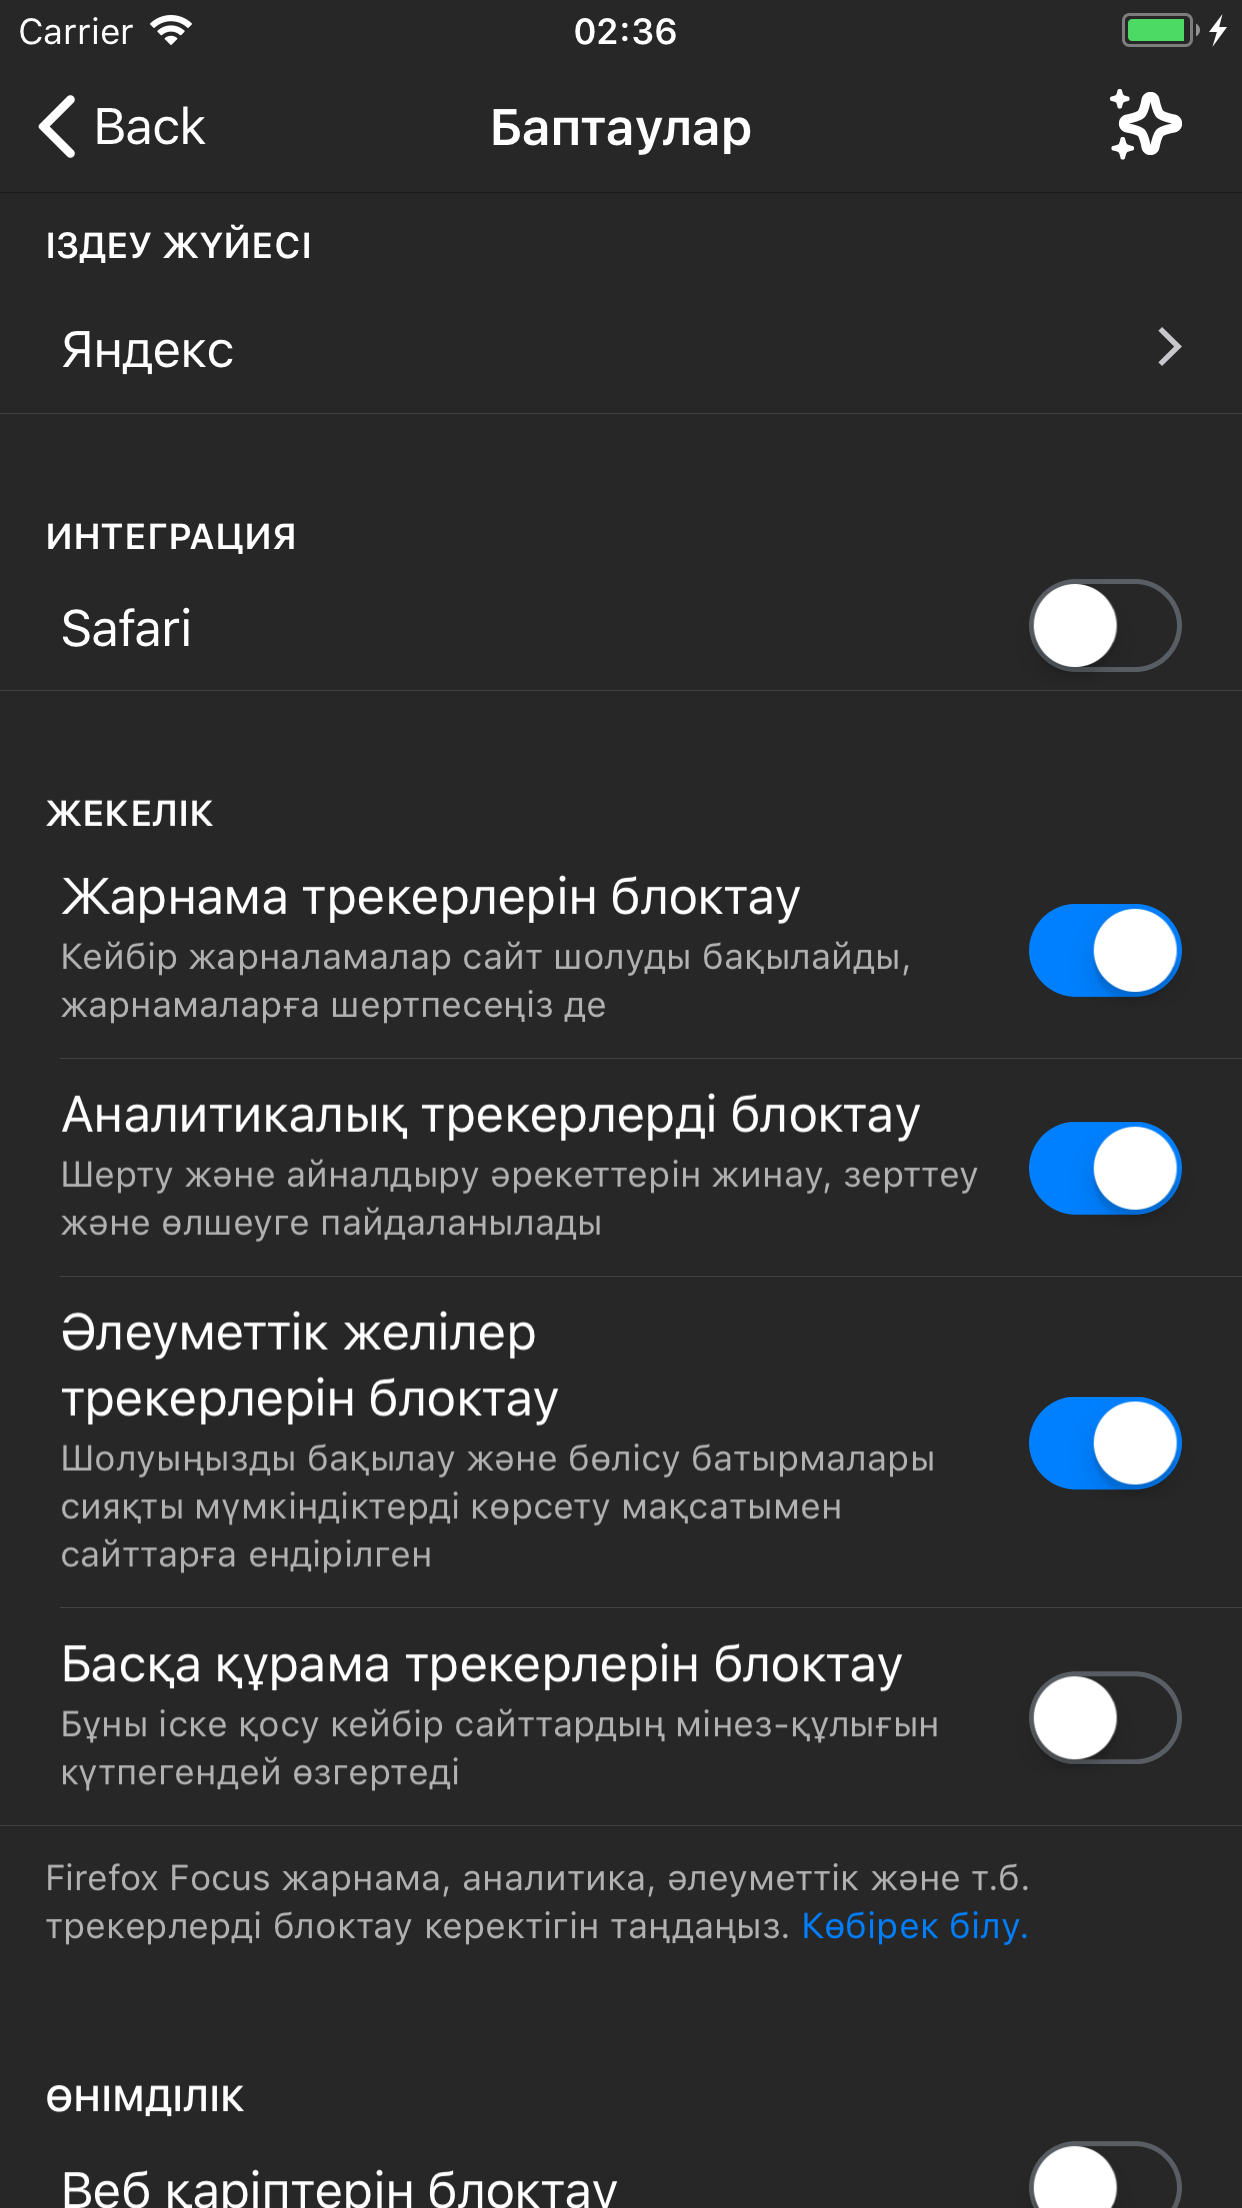 Carrier
02:36
Back
Баптаулар
ІЗДЕУ ЖҮЙЕСІ
Яндекс
ИНТЕГРАЦИЯ
Safari
ЖЕКЕЛІК
Жарнама трекерлерін блоктау
Кейбір жарналамалар сайт шолуды бақылайды,
жарнамаларға шертпесеңіз де
Аналитикалық трекерлерді блоктау
Шерту және айналдыру әрекеттерін жинау, зерттеу
және өлшеуге пайдаланылады
Әлеуметтік желілер
трекерлерін блоктау
Шолуыңызды бақылау және бөлісу батырмалары
сияқты мүмкіндіктерді көрсету мақсатымен
сайттарға ендірілген
Басқа құрама трекерлерін блоктау
Бұны іске қосу кейбір сайттардың мінез-құлығын
күтпегендей өзгертеді
Firefox Focus жарнама, аналитика, әлеуметтік және т.б.
трекерлерді блоктау керектігін таңдаңыз. Көбірек білу.
ӨНІМДІЛІК
Веб қаріптерін блоктау